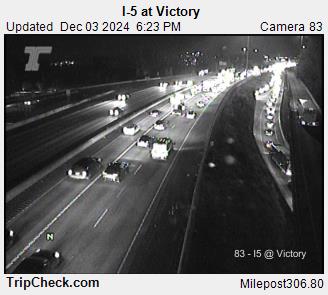 I-5 at Victory
Updated Dec 03 2024 6:23 PM Camera 83
T
N
83 - I5 @ Victory
TripCheck.com Milepost306.80